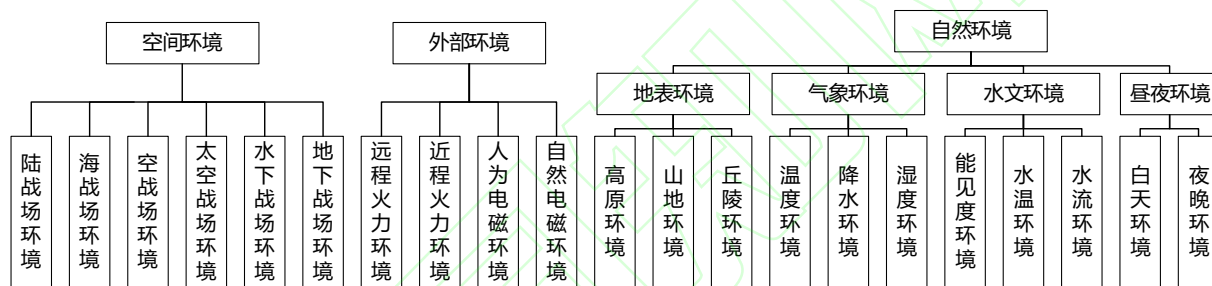 空间环境
外部环境
自然环境
地表环境
气象环境
水文环境
昼夜环境
陆战场环境
海战场环境
空战场环境
太空战场环境
水下战场环境
地下战场环境
远程火力环境
近程火力环境
人为电磁环境
自然电磁环境
高原环境
山地环境
丘陵环境
温度环境
降水环境
湿度环境
能见度环境
水温环境
水流环境
白天环境
夜晚环境